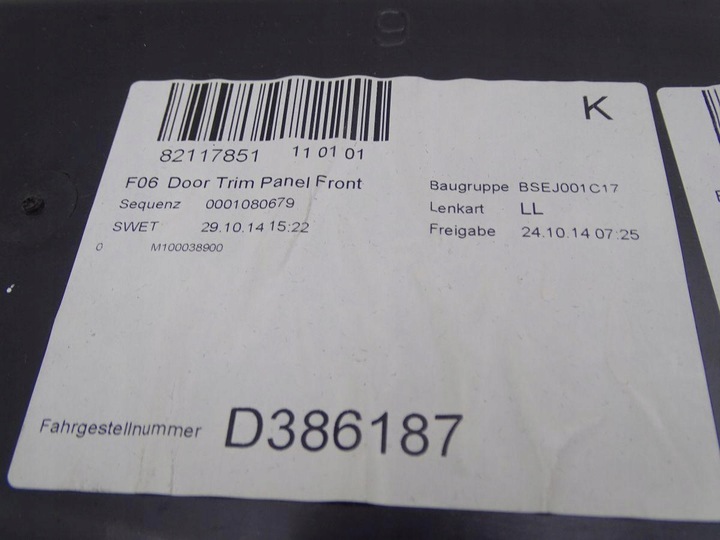 K
82117851 11 01 01
F06 Door Trim Panel Front
Sequenz 0001080679
SWET 29.10.14 15:22
0 M100038900
Baugruppe BSEJ001C17
Lenkart LL
Freigabe 24.10.14 07:25
Fahrgestellnummer D386187